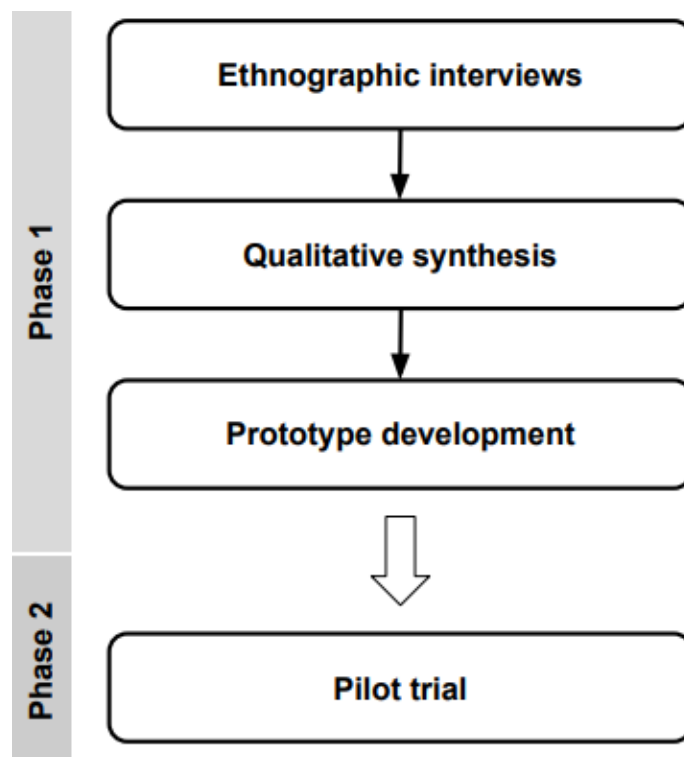 Phase 1
Ethnographic interviews
Qualitative synthesis
Prototype development
Phase 2
Pilot trial